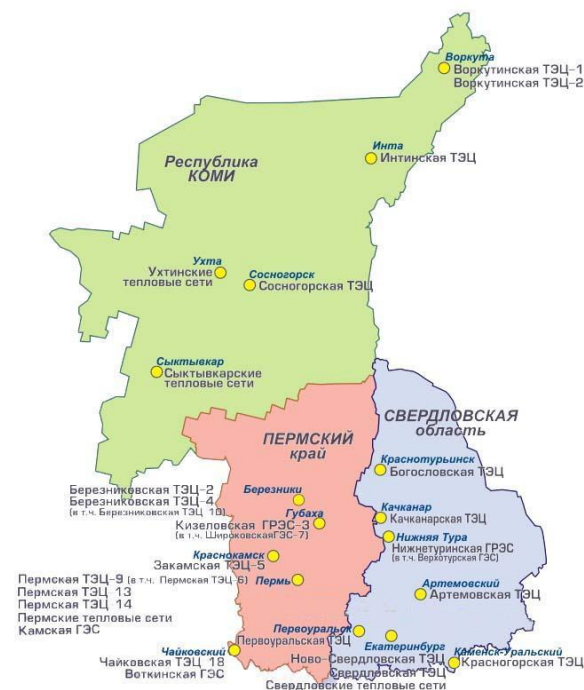 Воркута
Воркутинская ТЭЦ-1
Воркутинская ТЭЦ-2
Инта
Интинская ТЭЦ
Республика
КОМИ
Ухта
Ухтинские
тепловые сети
Сосногорск
Сосногорская ТЭЦ
Сыктывкар
Сыктывкарские
тепловые сети
СВЕРДЛОВСКАЯ
область
ПЕРМСКИЙ
край
Краснотурьинск
Богословская ТЭЦ
Березники
Березниковская ТЭЦ-2
Березниковская ТЭЦ-4
(в т.ч. Березниковская ТЭЦ 10)
Губаха
Кизеловская ГРЭС-3
(в т.ч. ШироковскаяГЭС-7)
Качканар
Качканарская ТЭЦ
Нижняя Тура
Нижнетуринская ГРЭС
(в т.ч. Верхотурская ГЭС)
Краснокамск
Закамская ТЭЦ-5
Пермь
Пермская ТЭЦ-9 (в т.ч. Пермская ТЭЦ-6)
Пермская ТЭЦ 13
Пермская ТЭЦ 14
Пермские тепловые сети
Камская ГЭС
Артемовский
Артемовская ТЭЦ
Первоуральск
Первоуральская ТЭЦ
Екатеринбург
Ново-Свердловская ТЭЦ
Свердловская ТЭЦ
Свердловские тепловые сети
Чайковский
Чайковская ТЭЦ 18
Воткинская ГЭС
Каменск-Уральский
Красногорская ТЭЦ